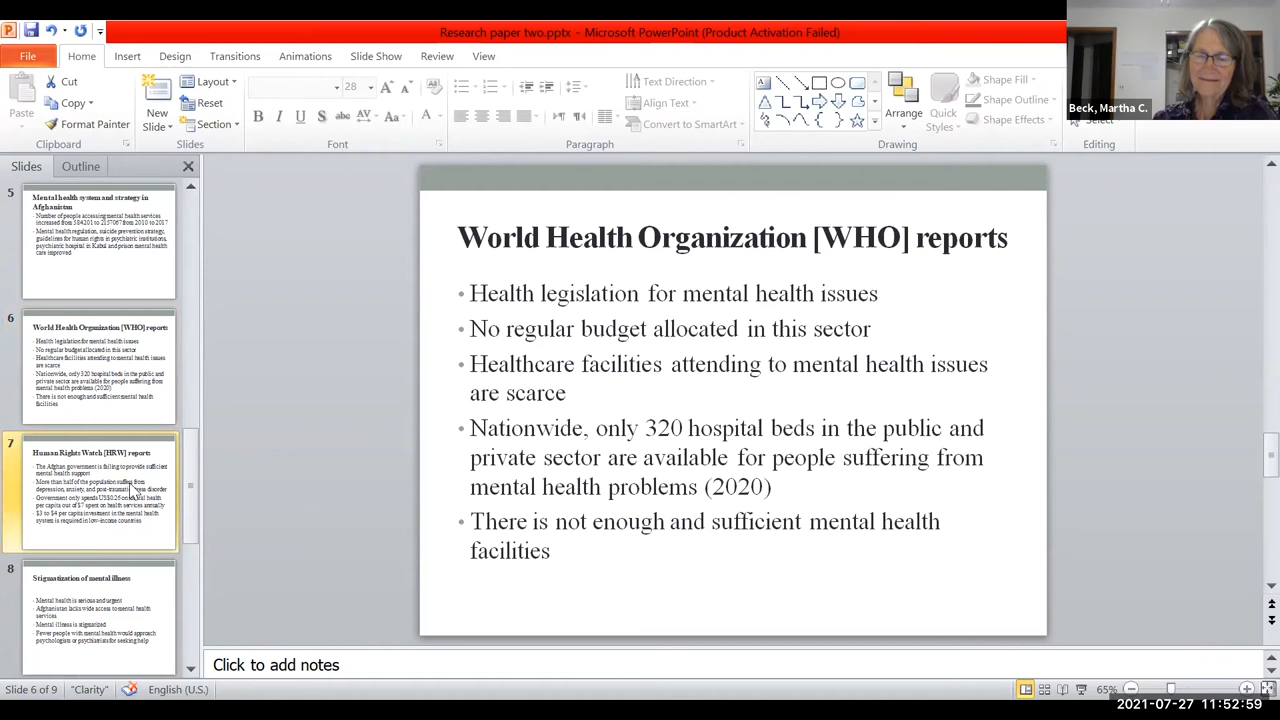 Research paper two.pptx - Microsoft PowerPoint (Product Activation Failed)
File Home Insert Design Transitions Animations Slide Show Review View
Paste
Cut
Copy
Format Painter
Clipboard
New
Slide
Layout
Reset
Section
Slides
28
B I U S abc AV Aa A
Font
Text Direction
Align Text
Convert to SmartArt
Paragraph
Arrange
Quick
Styles
Shape Fill
Shape Outline
Shape Effects
Drawing
Select
Editing
Beck, Martha C.
Slides Outline
5
Mental health system and strategy in
Afghanistan
Number of people accessing mental health services
increased from 584201 to 2157067 from 2010 to 2017
Mental health regulation, suicide prevention strategy,
guidelines for human rights in psychiatric institutions,
psychiatric hospital in Kabul and prison mental health
care improved
6
World Health Organization [WHO] reports
Health legislation for mental health issues
No regular budget allocated in this sector
Healthcare facilities attending to mental health issues
are scarce
Nationwide, only 320 hospital beds in the public and
private sector are available for people suffering from
mental health problems (2020)
There is not enough and sufficient mental health
facilities
7
Human Rights Watch [HRW] reports
The Afghan government is failing to provide sufficient
mental health support
More than half of the population suffers from
depression, anxiety, and post-traumatic stress disorder
Government only spends US$0.26 on mental health
per capita out of $7 spent on health services annually
$3 to $4 per capita investment in the mental health
system is required in low-income countries
8
Stigmatization of mental illness
Mental health is serious and urgent
Afghanistan lacks wide access to mental health
services
Mental illness is stigmatized
Fewer people with mental health would approach
psychologists or psychiatrists for seeking help
World Health Organization [WHO] reports
• Health legislation for mental health issues
• No regular budget allocated in this sector
• Healthcare facilities attending to mental health issues
are scarce
• Nationwide, only 320 hospital beds in the public and
private sector are available for people suffering from
mental health problems (2020)
• There is not enough and sufficient mental health
facilities
Click to add notes
Slide 6 of 9 "Clarity" English (U.S.) 65%
2021-07-27 11:52:59